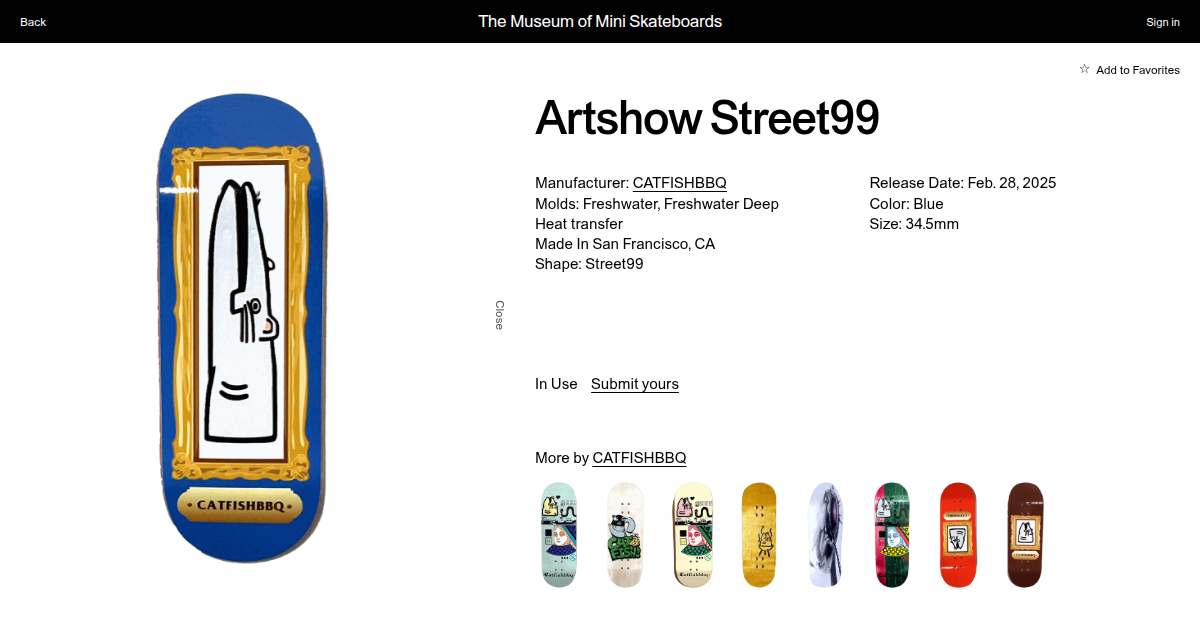 Back
The Museum of Mini Skateboards
Sign in
☆ Add to Favorites
Artshow Street99
Manufacturer: CATFISHBBQ
Molds: Freshwater, Freshwater Deep
Heat transfer
Made In San Francisco, CA
Shape: Street99
Release Date: Feb. 28, 2025
Color: Blue
Size: 34.5mm
Close
CATFISHBBQ
In Use
Submit yours
More by CATFISHBBQ
Catfishbbq
Catfishbbq